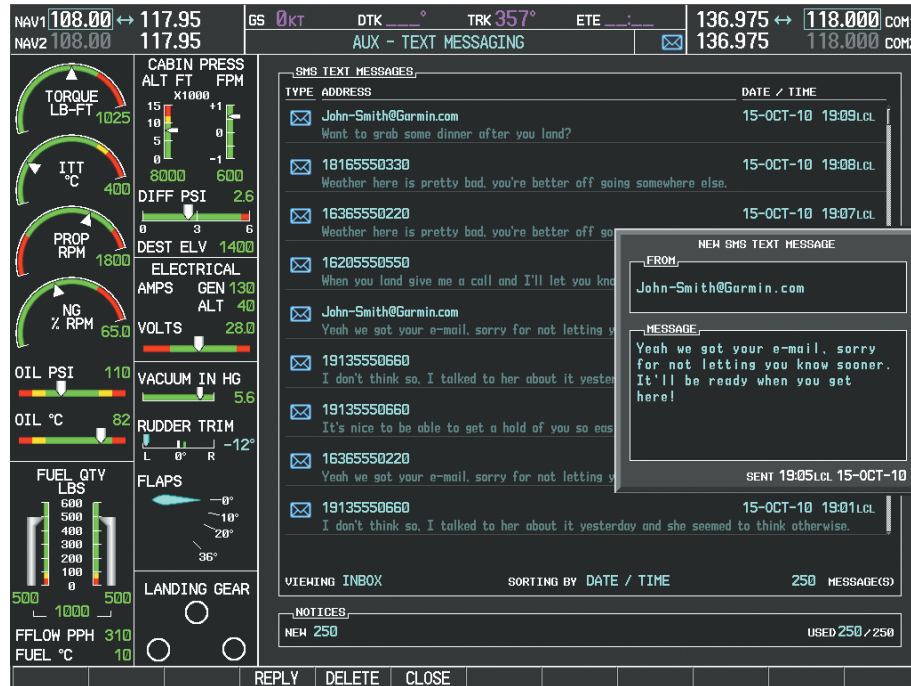 NAV1 108.00 ↔ 117.95
NAV2 108.00 117.95
GS 0KT DTK ___° TRK 357° ETE __:__
AUX - TEXT MESSAGING
136.975 ↔ 118.000 COM1
136.975 118.000 COM2
TORQUE
LB-FT 1025
ITT
°C 400
PROP
RPM 1800
NG
% RPM 65.0
OIL PSI 110
OIL °C 82
FUEL QTY
LBS
600
500
400
300
200
100
0
500 500
1000
FFLOW PPH 310
FUEL °C 10
CABIN PRESS
ALT FT FPM
X1000
15 +1
10
5 0
0 -1
8000 600
DIFF PSI 2.6
0 3 6
DEST ELV 1400
ELECTRICAL
AMPS GEN 130
ALT 40
VOLTS 28.0
VACUUM IN HG
5.6
RUDDER TRIM
-12°
L 0° R
FLAPS
0°
10°
20°
36°
LANDING GEAR
SMS TEXT MESSAGES
TYPE ADDRESS DATE / TIME
John-Smith@Garmin.com 15-OCT-10 19:09LCL
Want to grab some dinner after you land?
18165550330 15-OCT-10 19:08LCL
Weather here is pretty bad, you're better off going somewhere else.
16365550220 15-OCT-10 19:07LCL
Weather here is pretty bad, you're better off go
16205550550
When you land give me a call and I'll let you kno
John-Smith@Garmin.com
Yeah we got your e-mail, sorry for not letting y
19135550660
I don't think so, I talked to her about it yester
19135550660
It's nice to be able to get a hold of you so eas
16365550220
Yeah we got your e-mail, sorry for not letting y
19135550660 15-OCT-10 19:01LCL
I don't think so, I talked to her about it yesterday and she seemed to think otherwise.
VIEWING INBOX SORTING BY DATE / TIME 250 MESSAGE(S)
NEW SMS TEXT MESSAGE
FROM
John-Smith@Garmin.com
MESSAGE
Yeah we got your e-mail, sorry
for not letting you know sooner.
It'll be ready when you get
here!
SENT 19:05LCL 15-OCT-10
NOTICES
NEW 250 USED 250/250
REPLY DELETE CLOSE